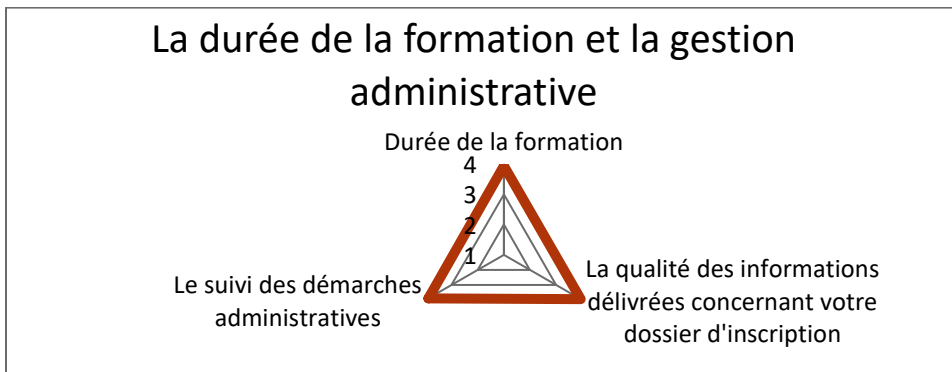 La durée de la formation et la gestion
administrative
Durée de la formation
4
3
2
1
La qualité des informations
délivrées concernant votre
dossier d'inscription
Le suivi des démarches
administratives